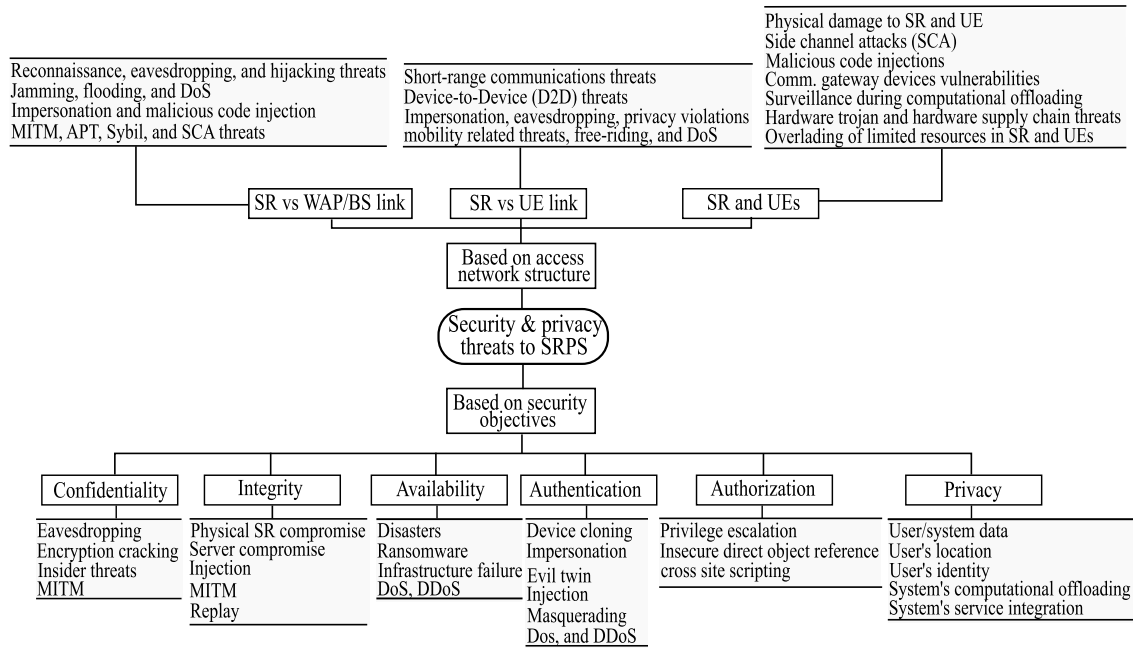 Physical damage to SR and UE
Side channel attacks (SCA)
Malicious code injections
Comm. gateway devices vulnerabilities
Surveillance during computational offloading
Hardware trojan and hardware supply chain threats
Overlading of limited resources in SR and UEs
Reconnaissance, eavesdropping, and hijacking threats
Jamming, flooding, and DoS
Impersonation and malicious code injection
MITM, APT, Sybil, and SCA threats
Short-range communications threats
Device-to-Device (D2D) threats
Impersonation, eavesdropping, privacy violations
mobility related threats, free-riding, and DoS
SR vs WAP/BS link
SR vs UE link
SR and UEs
Based on access
network structure
Security & privacy
threats to SRPS
Based on security
objectives
Confidentiality
Integrity
Availability
Authentication
Authorization
Privacy
Eavesdropping
Encryption cracking
Insider threats
MITM
Physical SR compromise
Server compromise
Injection
MITM
Replay
Disasters
Ransomware
Infrastructure failure
DoS, DDoS
Device cloning
Impersonation
Evil twin
Injection
Masquerading
Dos, and DDoS
Privilege escalation
Insecure direct object reference
cross site scripting
User/system data
User's location
User's identity
System's computational offloading
System's service integration